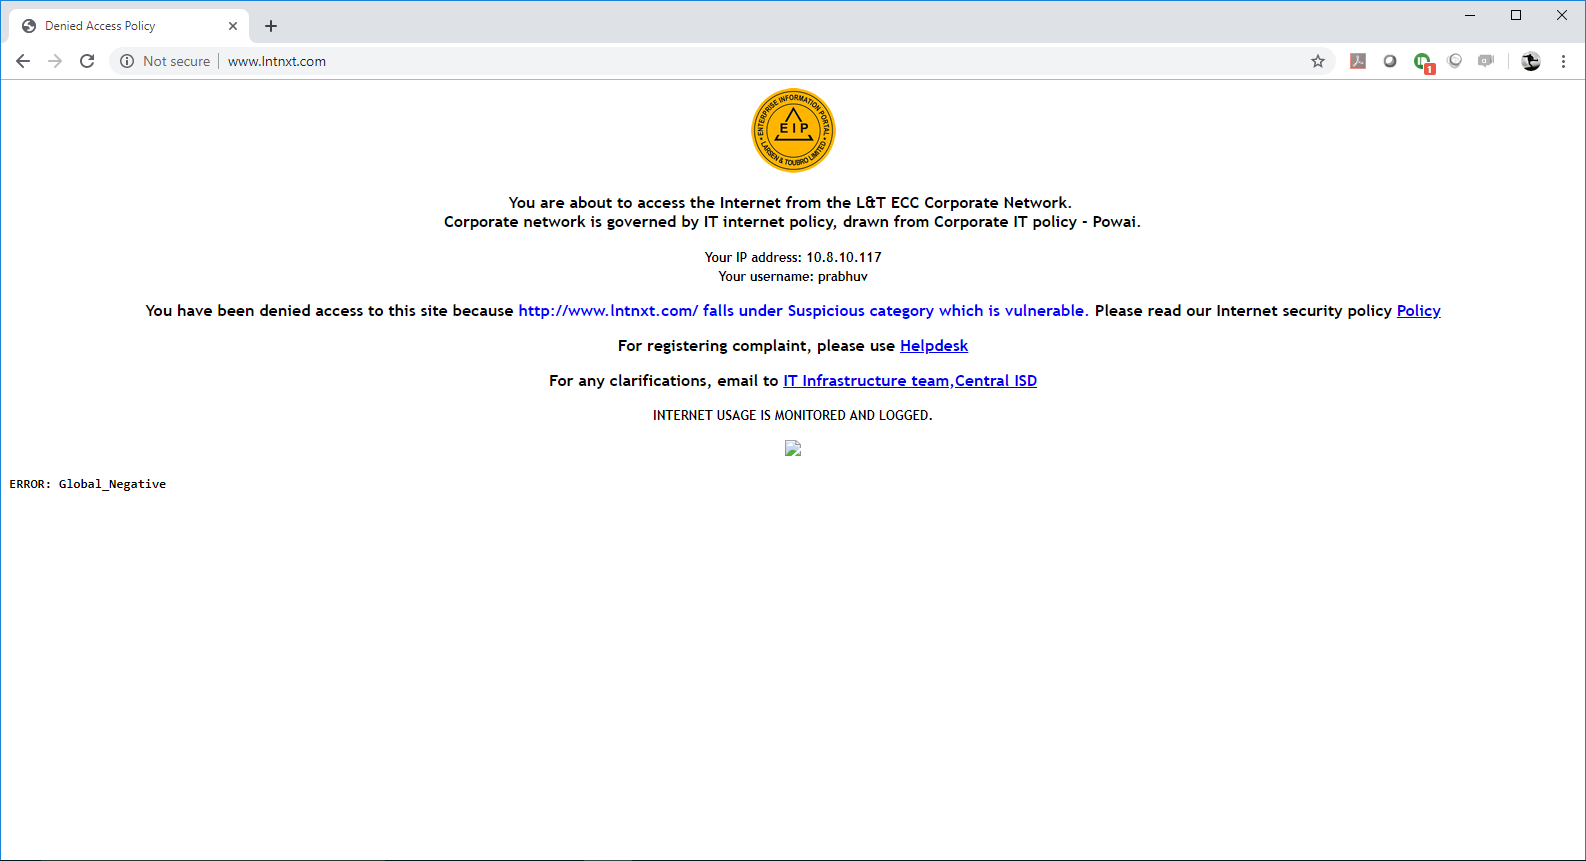 Denied Access Policy
Not secure
www.lntnxt.com
1
ENTERPRISE INFORMATION PORTAL
EIP
LARSEN & TOUBRO LIMITED
You are about to access the Internet from the L&T ECC Corporate Network.
Corporate network is governed by IT internet policy, drawn from Corporate IT policy - Powai.
Your IP address: 10.8.10.117
Your username: prabhuv
You have been denied access to this site because http://www.lntnxt.com/ falls under Suspicious category which is vulnerable. Please read our Internet security policy Policy
For registering complaint, please use Helpdesk
For any clarifications, email to IT Infrastructure team,Central ISD
INTERNET USAGE IS MONITORED AND LOGGED.
ERROR: Global_Negative